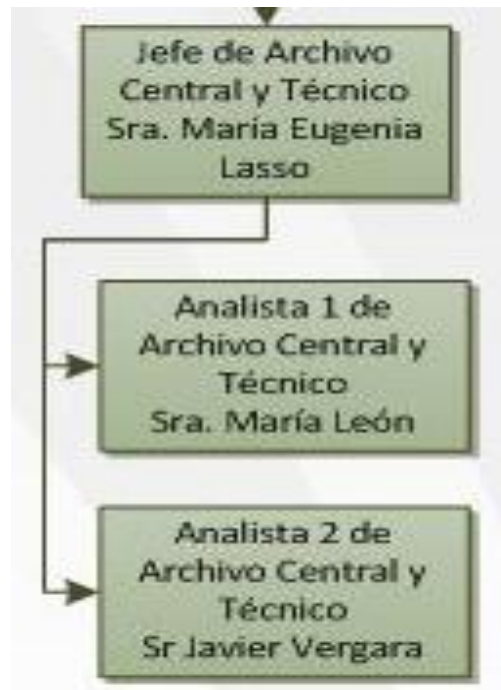 Jefe de Archivo
Central y Técnico
Sra. María Eugenia
Lasso
Analista 1 de
Archivo Central y
Técnico
Sra. María León
Analista 2 de
Archivo Central y
Técnico
Sr Javier Vergara